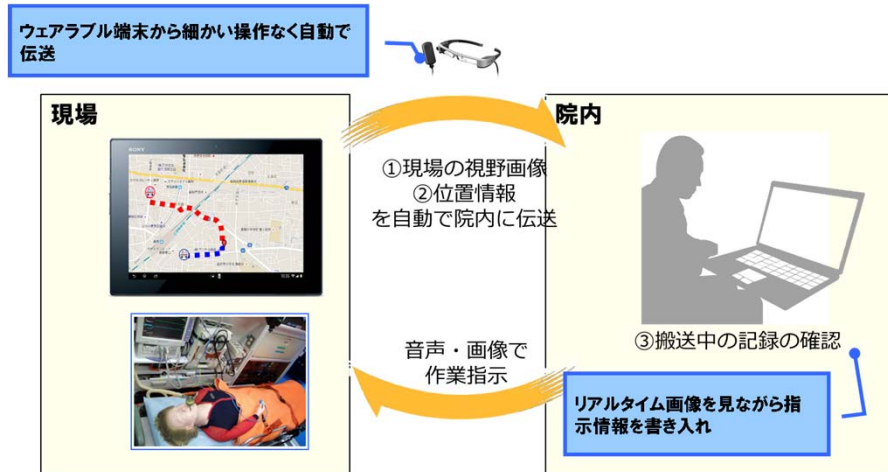 ウェアラブル端末から細かい操作なく自動で
伝送
現場
院内
SONY
①現場の視野画像
②位置情報
を自動で院内に伝送
音声・画像で
作業指示
③搬送中の記録の確認
リアルタイム画像を見ながら指
示情報を書き入れ